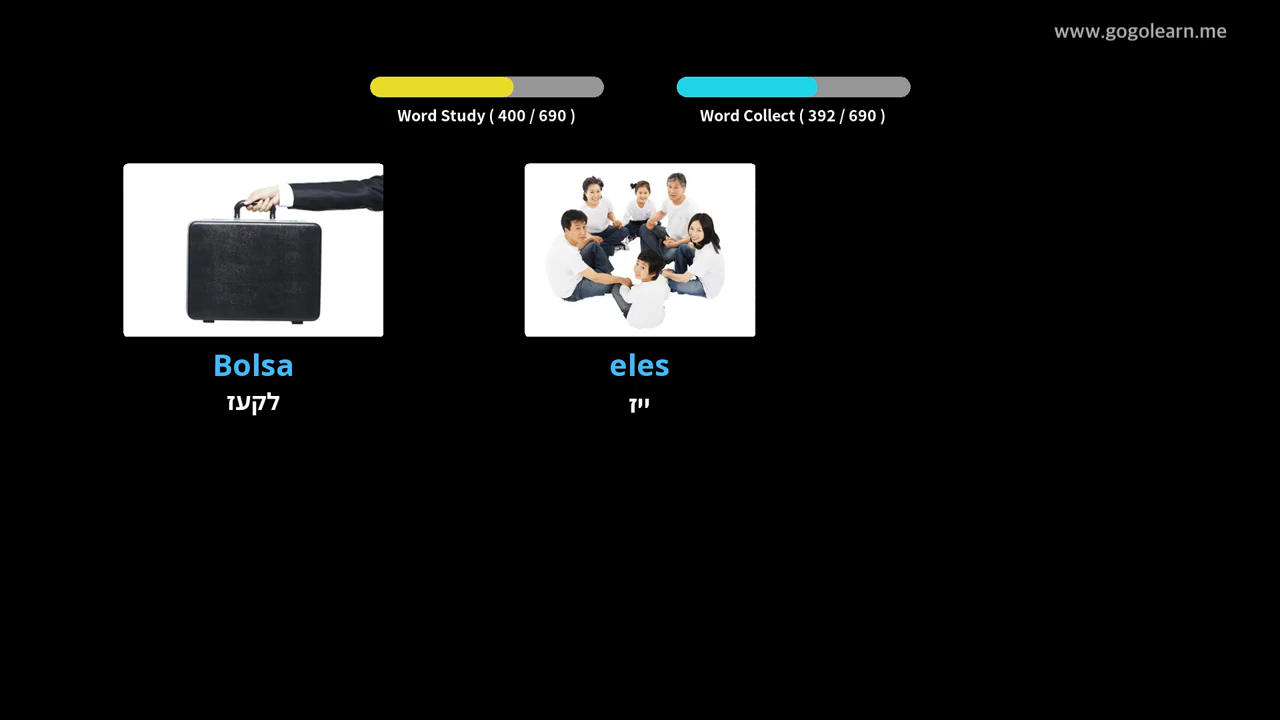 www.gogolearn.me
Word Study ( 400 / 690 )
Word Collect ( 392 / 690 )
Bolsa
לקעז
eles
ייז